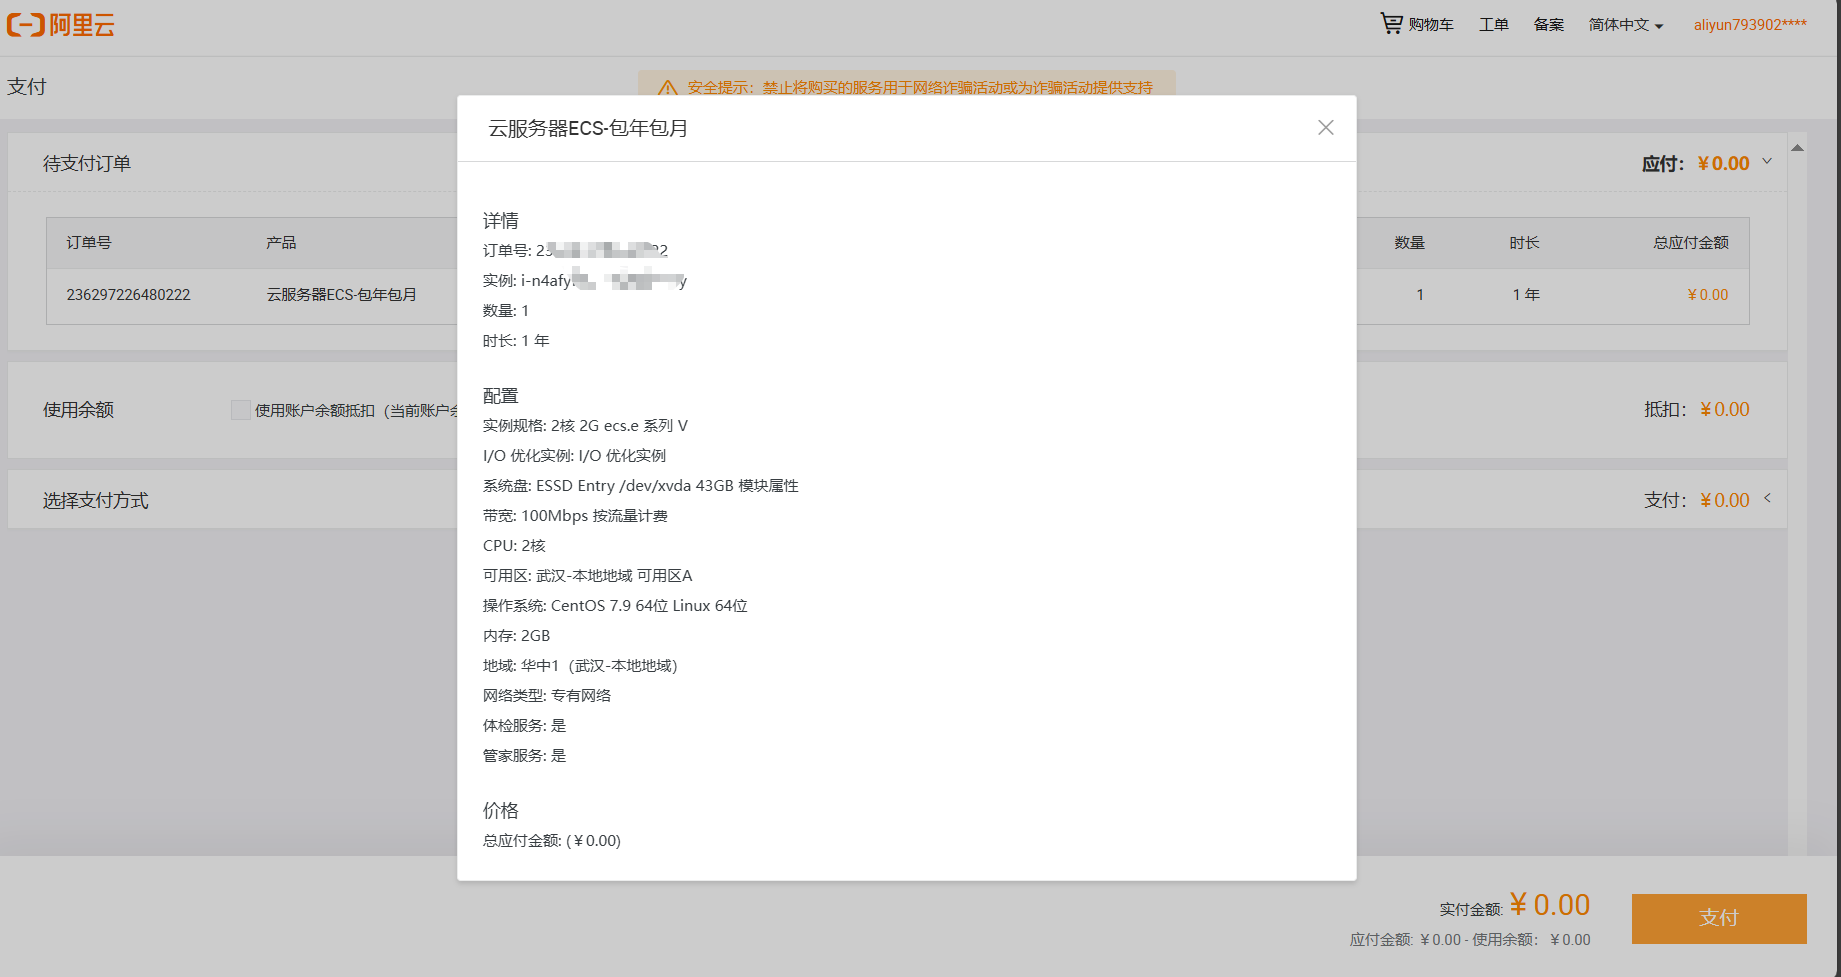 阿里云
购物车 工单 备案 简体中文 aliyun793902****
支付
安全提示：禁止将购买的服务用于网络诈骗活动或为诈骗活动提供支持
云服务器ECS-包年包月
待支付订单
应付：¥0.00
订单号 产品 数量 时长 总应付金额
236297226480222 云服务器ECS-包年包月 1 1 年 ¥0.00
使用余额 使用账户余额抵扣（当前账户 抵扣：¥0.00
选择支付方式 支付：¥0.00
详情
订单号:
实例: i-n4afy
数量: 1
时长: 1 年
配置
实例规格: 2核 2G ecs.e 系列 V
I/O 优化实例: I/O 优化实例
系统盘: ESSD Entry /dev/xvda 43GB 模块属性
带宽: 100Mbps 按流量计费
CPU: 2核
可用区: 武汉-本地地域 可用区A
操作系统: CentOS 7.9 64位 Linux 64位
内存: 2GB
地域: 华中1（武汉-本地地域）
网络类型: 专有网络
体检服务: 是
管家服务: 是
价格
总应付金额: (¥0.00)
实付金额: ¥0.00
应付金额: ¥0.00 - 使用余额： ¥0.00
支付